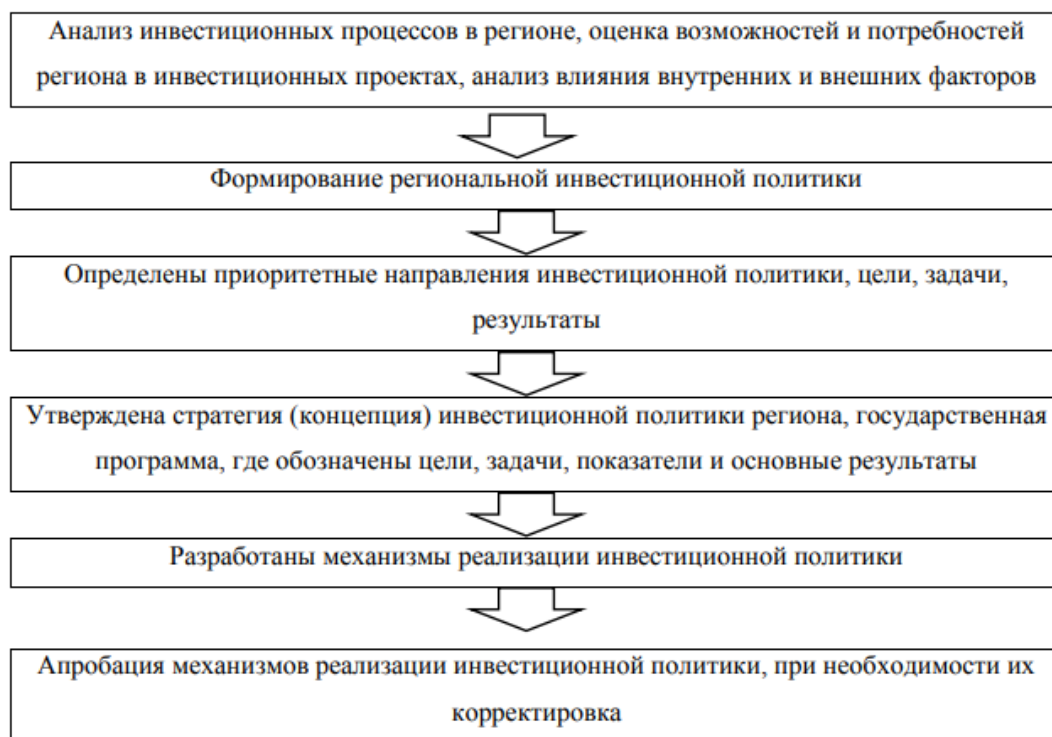 Анализ инвестиционных процессов в регионе, оценка возможностей и потребностей
региона в инвестиционных проектах, анализ влияния внутренних и внешних факторов
Формирование региональной инвестиционной политики
Определены приоритетные направления инвестиционной политики, цели, задачи,
результаты
Утверждена стратегия (концепция) инвестиционной политики региона, государственная
программа, где обозначены цели, задачи, показатели и основные результаты
Разработаны механизмы реализации инвестиционной политики
Апробация механизмов реализации инвестиционной политики, при необходимости их
корректировка